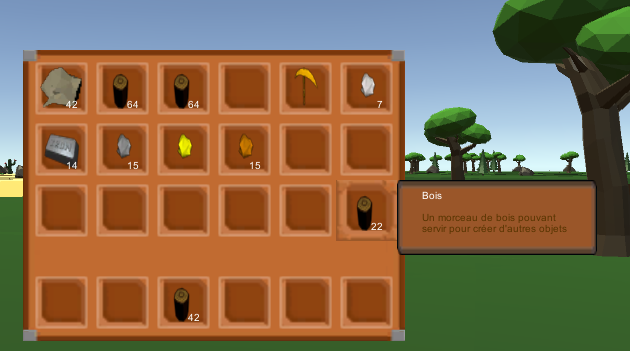 42
64
64
7
IRON
14
15
15
Bois
Un morceau de bois pouvant
servir pour créer d'autres objets
22
42